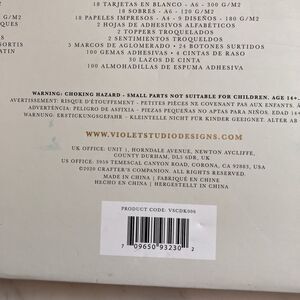 18 TARJETAS EN BLANCO - A6 - 300 G/M2
18 SOBRES - A6 - 120 G/M2
18 PAPELES IMPRESOS - A4 - 9 DISEÑOS - 180 G/M2
2 HOJAS DE ADHESIVOS ALFABÉTICOS
2 TOPPERS TROQUELADOS
2 SENTIMIENTOS TROQUELADOS
3 MARCOS DE AGLOMERADO • 24 BOTONES SURTIDOS
100 GEMAS ADHESIVAS • 4 CINTAS DE RASO
30 LAZOS DE CINTA
100 ALMOHADILLAS DE ESPUMA ADHESIVA
WARNING: CHOKING HAZARD - SMALL PARTS NOT SUITABLE FOR CHILDREN. AGE 14+.
AVERTISSEMENT: RISQUE D'ÉTOUFFEMENT - PETITES PIÈCES NE CONVENANT PAS AUX ENFANTS. Â
ADVERTENCIA: PELIGRO DE ASFIXIA - PIEZAS PEQUEÑAS NO APTAS PARA NIÑOS. EDAD 14+
WARNUNG: ERSTICKUNGSGEFAHR - KLEINTEILE NICHT FÜR KINDER GEEIGNET. ALTER AB
WWW.VIOLETSTUDIODESIGNS.COM
UK OFFICE: UNIT 1, HORNDALE AVENUE, NEWTON AYCLIFFE,
COUNTY DURHAM, DL5 6DR, UK
US OFFICE: 3959 TEMESCAL CANYON ROAD, CORONA, CA 92883, USA
©2020 CRAFTER'S COMPANION. ALL RIGHTS RESERVED.
MADE IN CHINA | FABRIQUÉ EN CHINE
HECHO EN CHINA | HERGESTELLT IN CHINA
PRODUCT CODE: VSCDK006
7 09650 93230 2